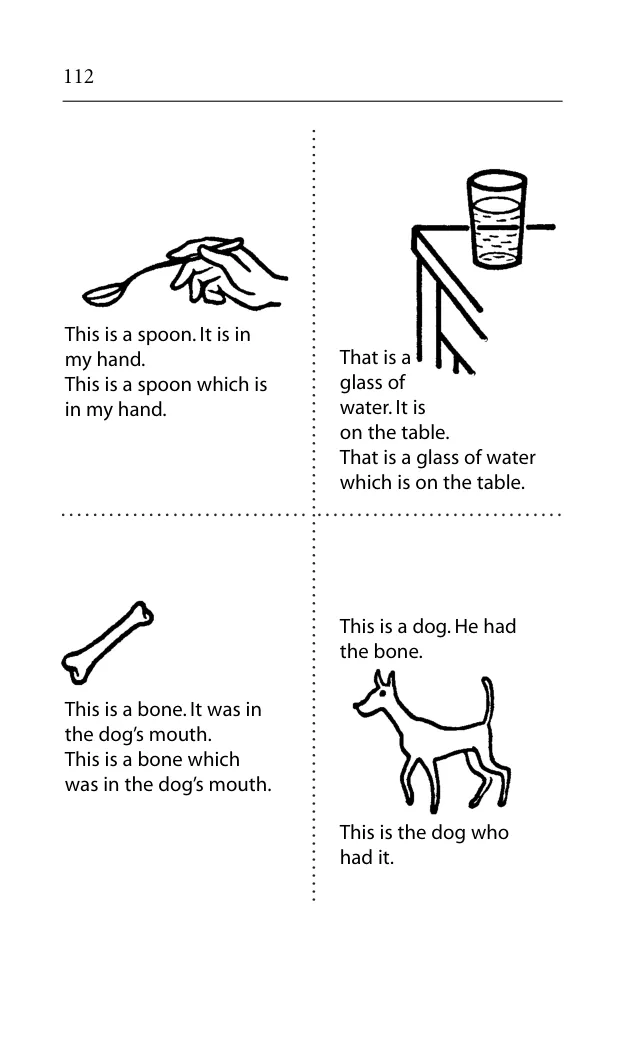 112
This is a spoon. It is in
my hand.
This is a spoon which is
in my hand.
That is a
glass of
water. It is
on the table.
That is a glass of water
which is on the table.
This is a bone. It was in
the dog’s mouth.
This is a bone which
was in the dog’s mouth.
This is a dog. He had
the bone.
This is the dog who
had it.